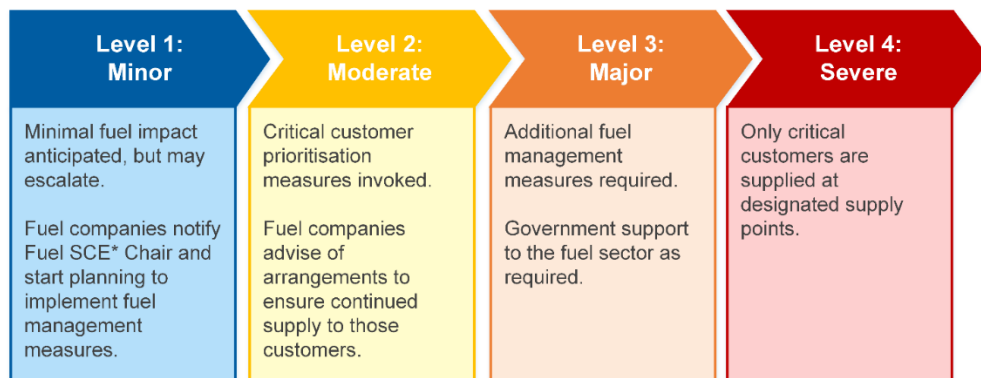 Level 1:
Minor
Minimal fuel impact
anticipated, but may
escalate.
Fuel companies notify
Fuel SCE* Chair and
start planning to
implement fuel
management
measures.
Level 2:
Moderate
Critical customer
prioritisation
measures invoked.
Fuel companies
advise of
arrangements to
ensure continued
supply to those
customers.
Level 3:
Major
Additional fuel
management
measures required.
Government support
to the fuel sector as
required.
Level 4:
Severe
Only critical
customers are
supplied at
designated supply
points.